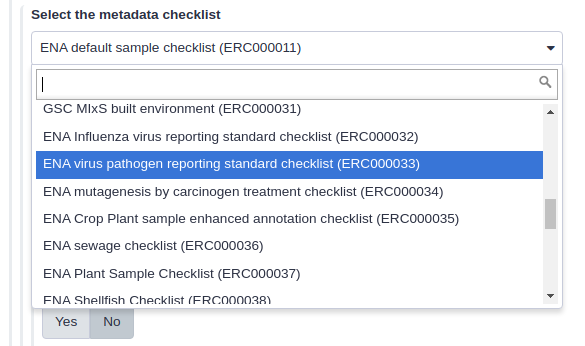 Select the metadata checklist
ENA default sample checklist (ERC000011)
GSC MIxS built environment (ERC000031)
ENA Influenza virus reporting standard checklist (ERC000032)
ENA virus pathogen reporting standard checklist (ERC000033)
ENA mutagenesis by carcinogen treatment checklist (ERC000034)
ENA Crop Plant sample enhanced annotation checklist (ERC000035)
ENA sewage checklist (ERC000036)
ENA Plant Sample Checklist (ERC000037)
ENA Shellfish Checklist (ERC000038)
Yes No